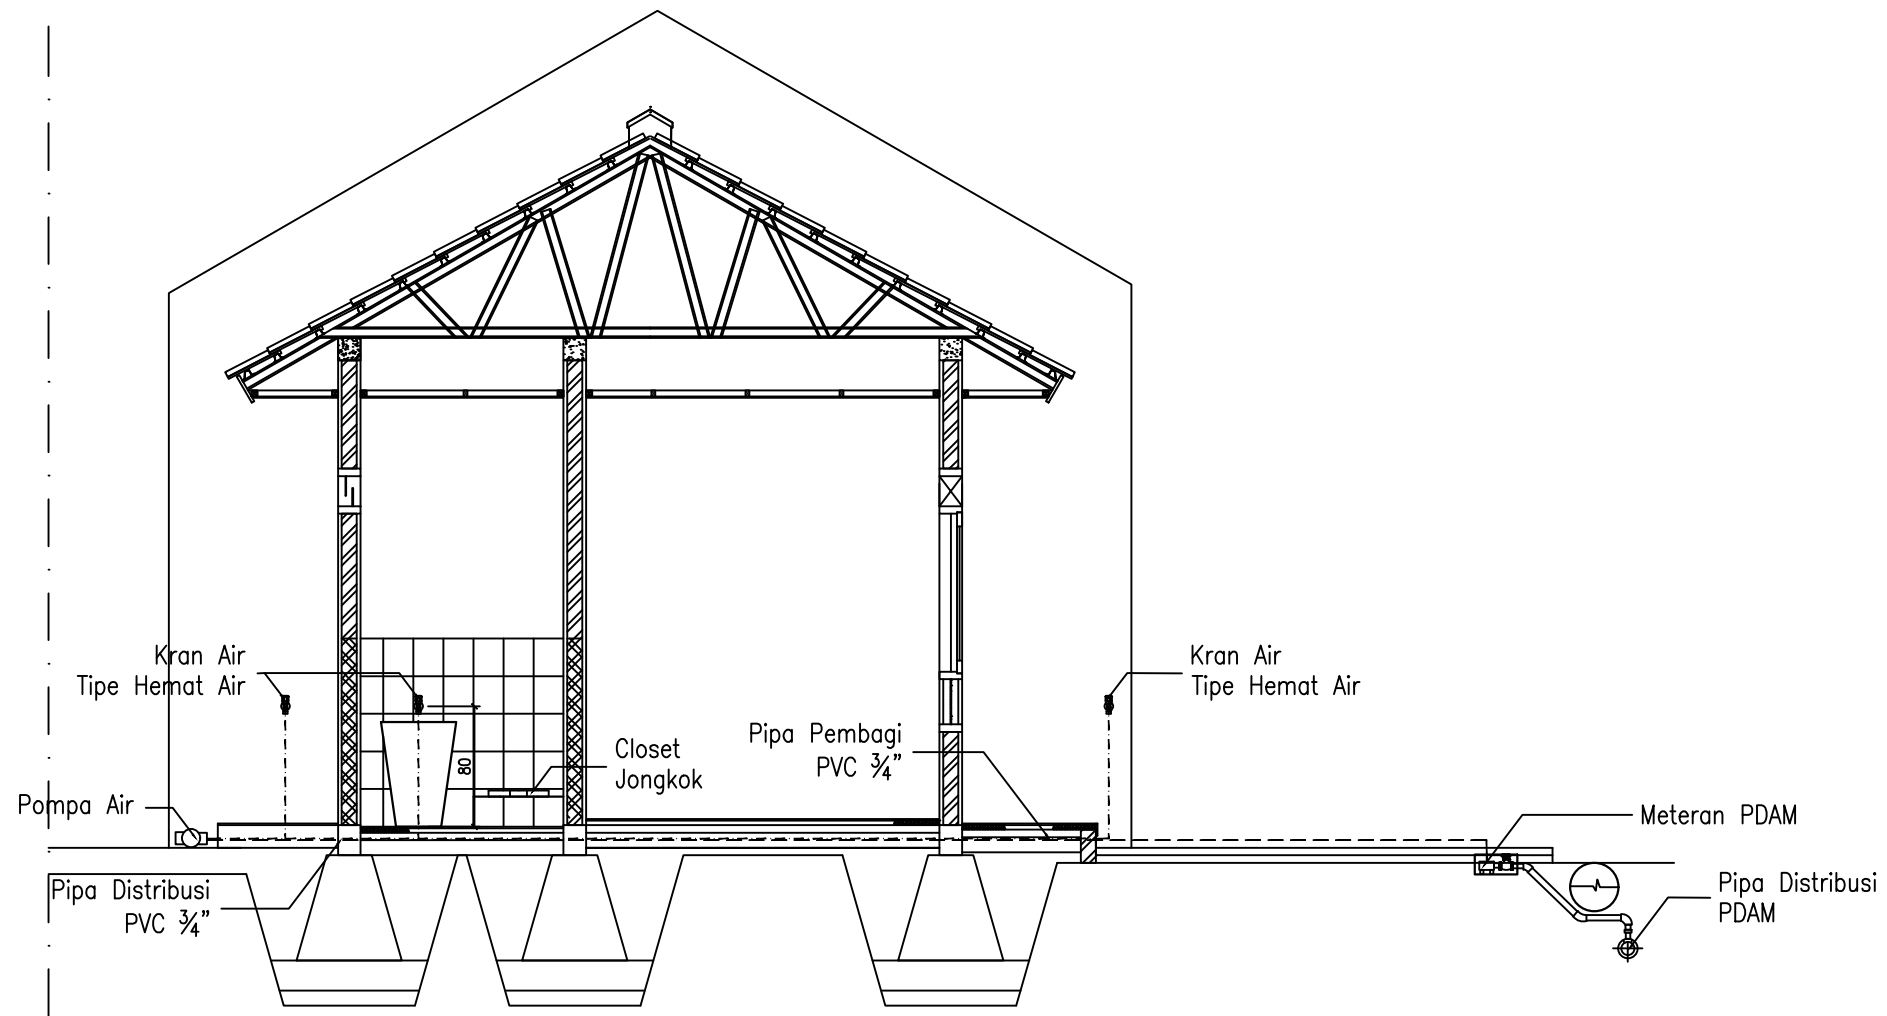 Kran Air
Tipe Hemat Air
Kran Air
Tipe Hemat Air
Pipa Pembagi
PVC ¾”
Closet
Jongkok
80
Pompa Air
Meteran PDAM
Pipa Distribusi
PVC ¾”
Pipa Distribusi
PDAM